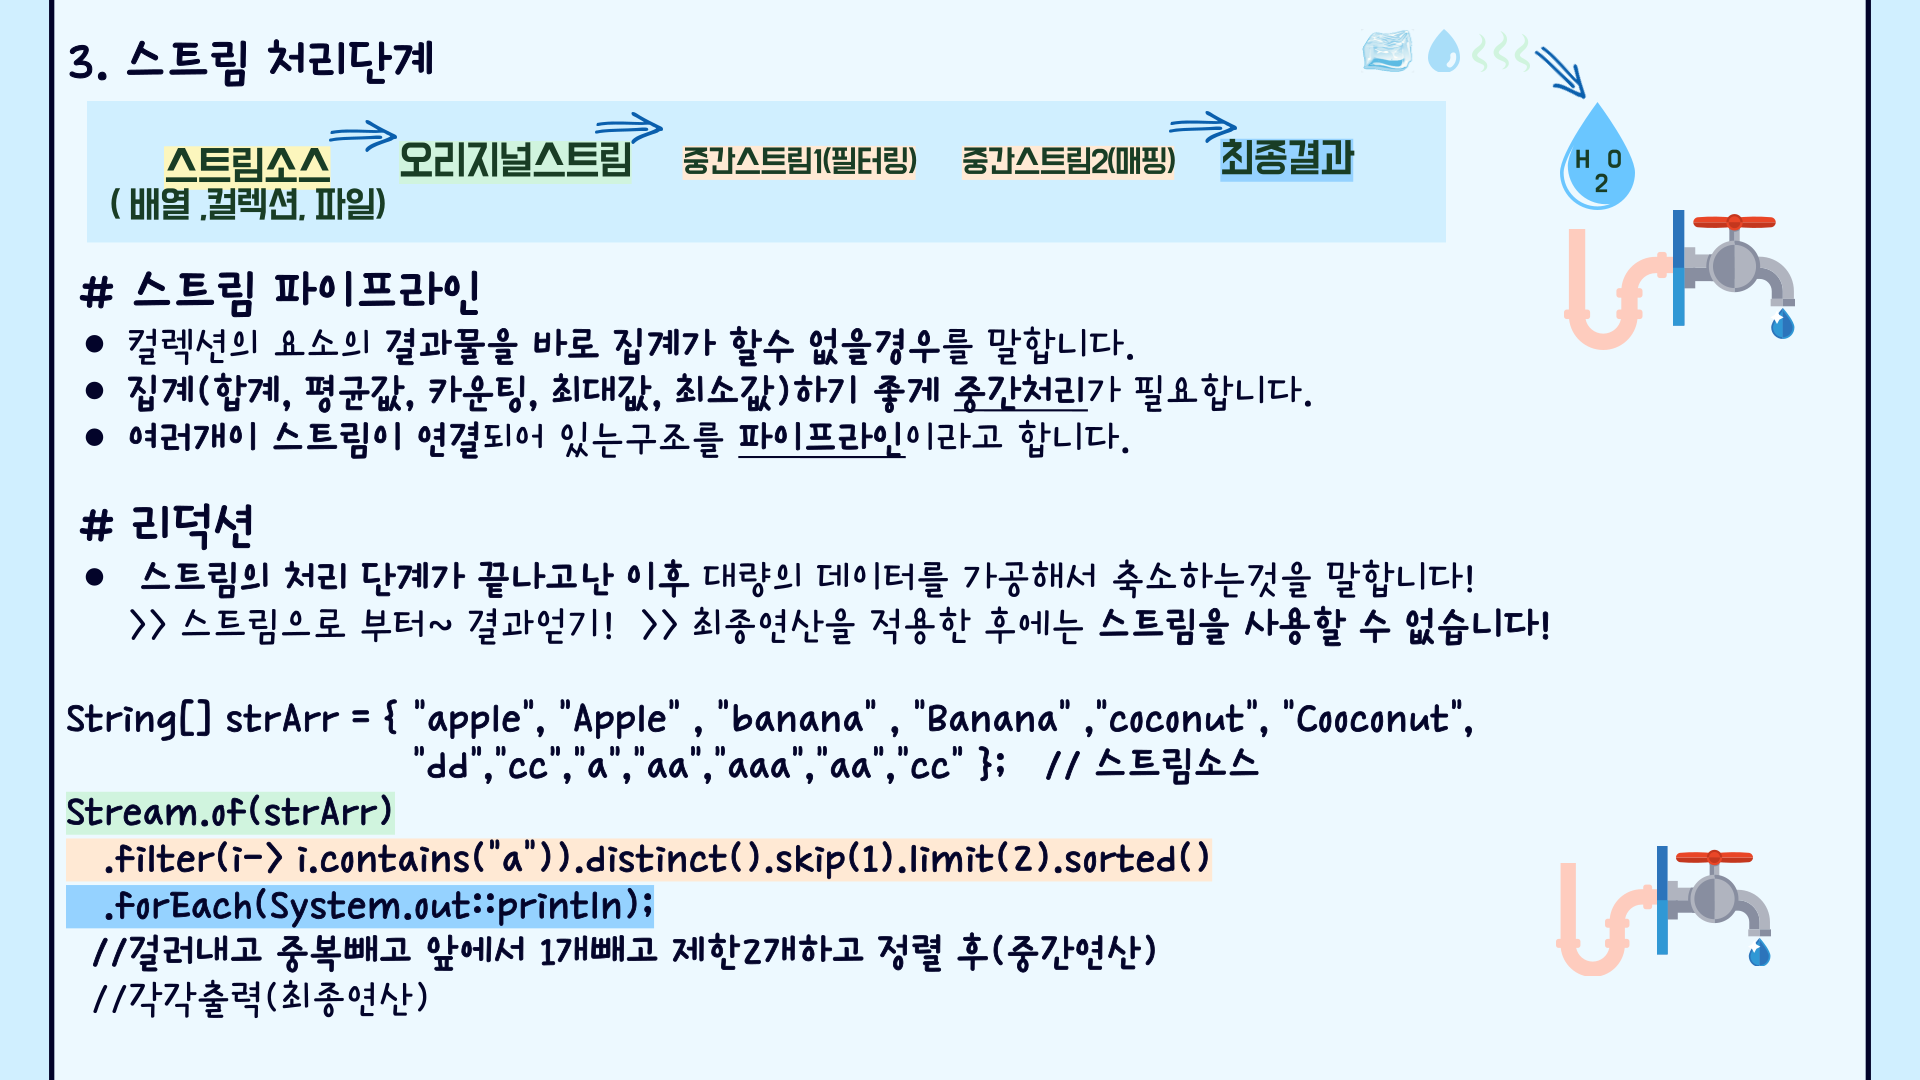 3. 스트림 처리단계
스트림소스 오리지널스트림 중간스트림1(필터링) 중간스트림2(매핑) 최종결과
( 배열 ,컬렉션, 파일)
H O
2
# 스트림 파이프라인
● 컬렉션의 요소의 결과물을 바로 집계가 할수 없을경우를 말합니다.
● 집계(합계, 평균값, 카운팅, 최대값, 최소값)하기 좋게 중간처리가 필요합니다.
● 여러개이 스트림이 연결되어 있는구조를 파이프라인이라고 합니다.
# 리덕션
● 스트림의 처리 단계가 끝나고난 이후 대량의 데이터를 가공해서 축소하는것을 말합니다!
>> 스트림으로 부터~ 결과얻기! >> 최종연산을 적용한 후에는 스트림을 사용할 수 없습니다!
String[] strArr = { "apple", "Apple" , "banana" , "Banana" ,"coconut", "Cooconut",
"dd","cc","a","aa","aaa","aa","cc" }; // 스트림소스
Stream.of(strArr)
.filter(i-> i.contains("a")).distinct().skip(1).limit(2).sorted()
.forEach(System.out::println);
//걸러내고 중복빼고 앞에서 1개빼고 제한2개하고 정렬 후(중간연산)
//각각출력(최종연산)